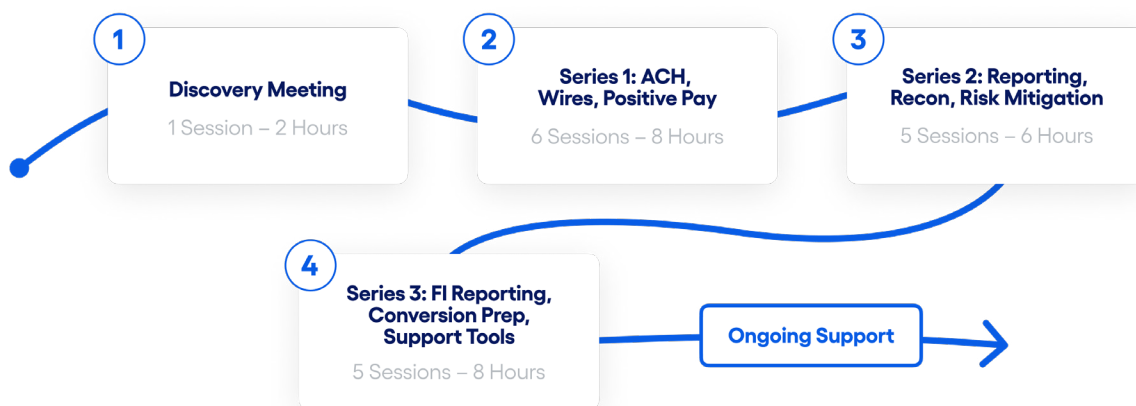 1
Discovery Meeting
1 Session – 2 Hours
2
Series 1: ACH,
Wires, Positive Pay
6 Sessions – 8 Hours
3
Series 2: Reporting,
Recon, Risk Mitigation
5 Sessions – 6 Hours
4
Series 3: FI Reporting,
Conversion Prep,
Support Tools
5 Sessions – 8 Hours
Ongoing Support